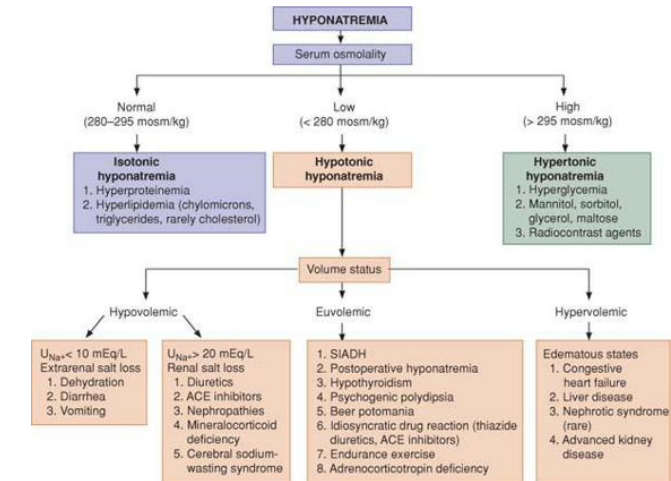 HYPONATREMIA
Serum osmolality
Normal
(280–295 mosm/kg)
Low
(< 280 mosm/kg)
High
(> 295 mosm/kg)
Isotonic
hyponatremia
1. Hyperproteinemia
2. Hyperlipidemia (chylomicrons,
triglycerides, rarely cholesterol)
Hypotonic
hyponatremia
Hypertonic
hyponatremia
1. Hyperglycemia
2. Mannitol, sorbitol,
glycerol, maltose
3. Radiocontrast agents
Volume status
Hypovolemic
Euvolemic
Hypervolemic
UNa+< 10 mEq/L
Extrarenal salt loss
1. Dehydration
2. Diarrhea
3. Vomiting
UNa+> 20 mEq/L
Renal salt loss
1. Diuretics
2. ACE inhibitors
3. Nephropathies
4. Mineralocorticoid
deficiency
5. Cerebral sodium-
wasting syndrome
1. SIADH
2. Postoperative hyponatremia
3. Hypothyroidism
4. Psychogenic polydipsia
5. Beer potomania
6. Idiosyncratic drug reaction (thiazide
diuretics, ACE inhibitors)
7. Endurance exercise
8. Adrenocorticotropin deficiency
Edematous states
1. Congestive
heart failure
2. Liver disease
3. Nephrotic syndrome
(rare)
4. Advanced kidney
disease